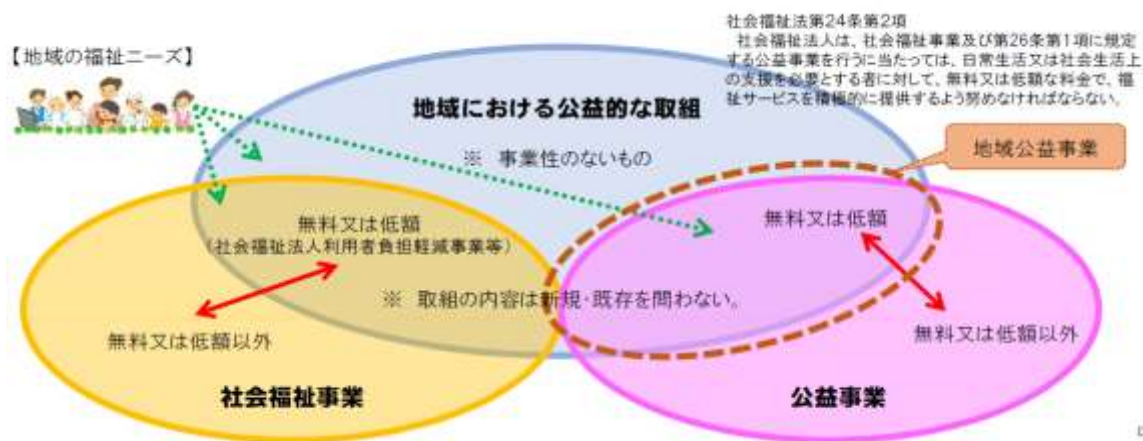 社会福祉法第24条第2項
社会福祉法人は、社会福祉事業及び第26条第1項に規定
する公益事業を行うに当たっては、日常生活又は社会生活上
の支援を必要とする者に対して、無料又は低額な料金で、福
祉サービスを積極的に提供するよう努めなければならない。
【地域の福祉ニーズ】
地域における公益的な取組
※ 事業性のないもの
地域公益事業
無料又は低額
(社会福祉法人利用者負担軽減事業等)
無料又は低額
※ 取組の内容は新規・既存を問わない。
無料又は低額以外
無料又は低額以外
社会福祉事業
公益事業